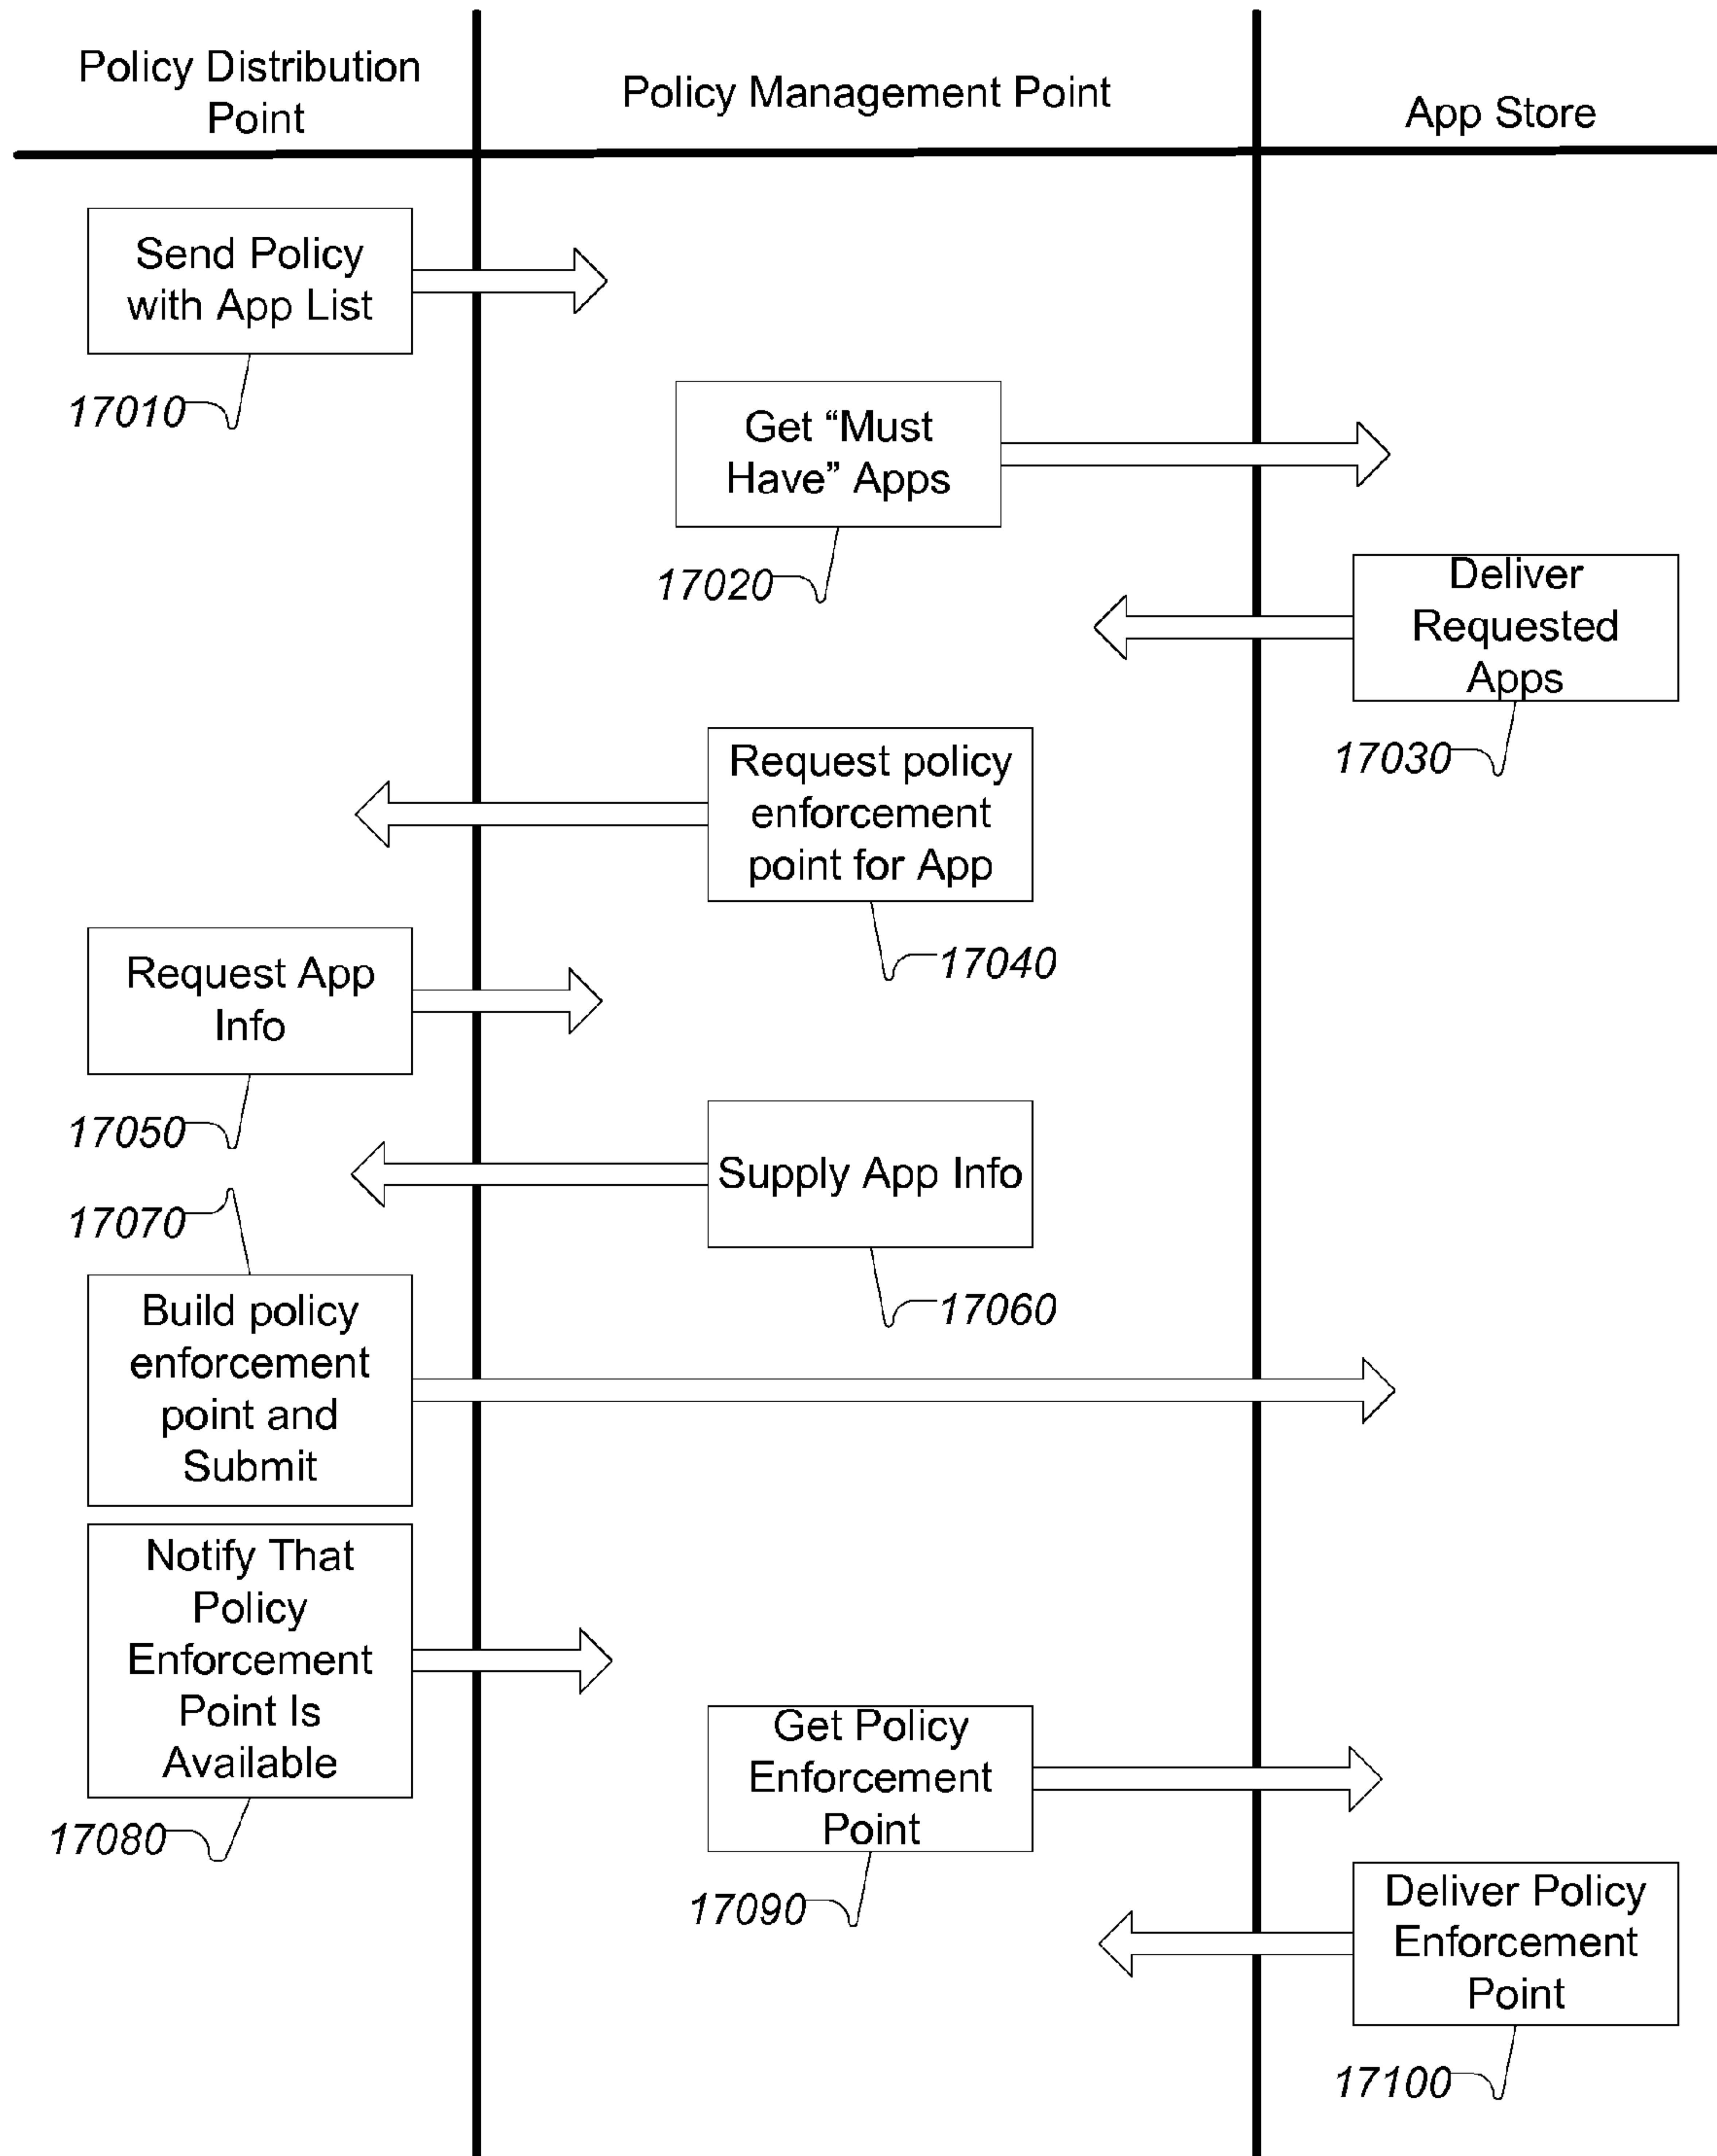 Policy Distribution
Point
Policy Management Point
App Store
Send Policy
with App List
17010
Get “Must
Have” Apps
17020
Deliver
Requested
Apps
17030
Request policy
enforcement
point for App
17040
Request App
Info
17050
Supply App Info
17060
17070
Build policy
enforcement
point and
Submit
Notify That
Policy
Enforcement
Point Is
Available
17080
Get Policy
Enforcement
Point
17090
Deliver Policy
Enforcement
Point
17100